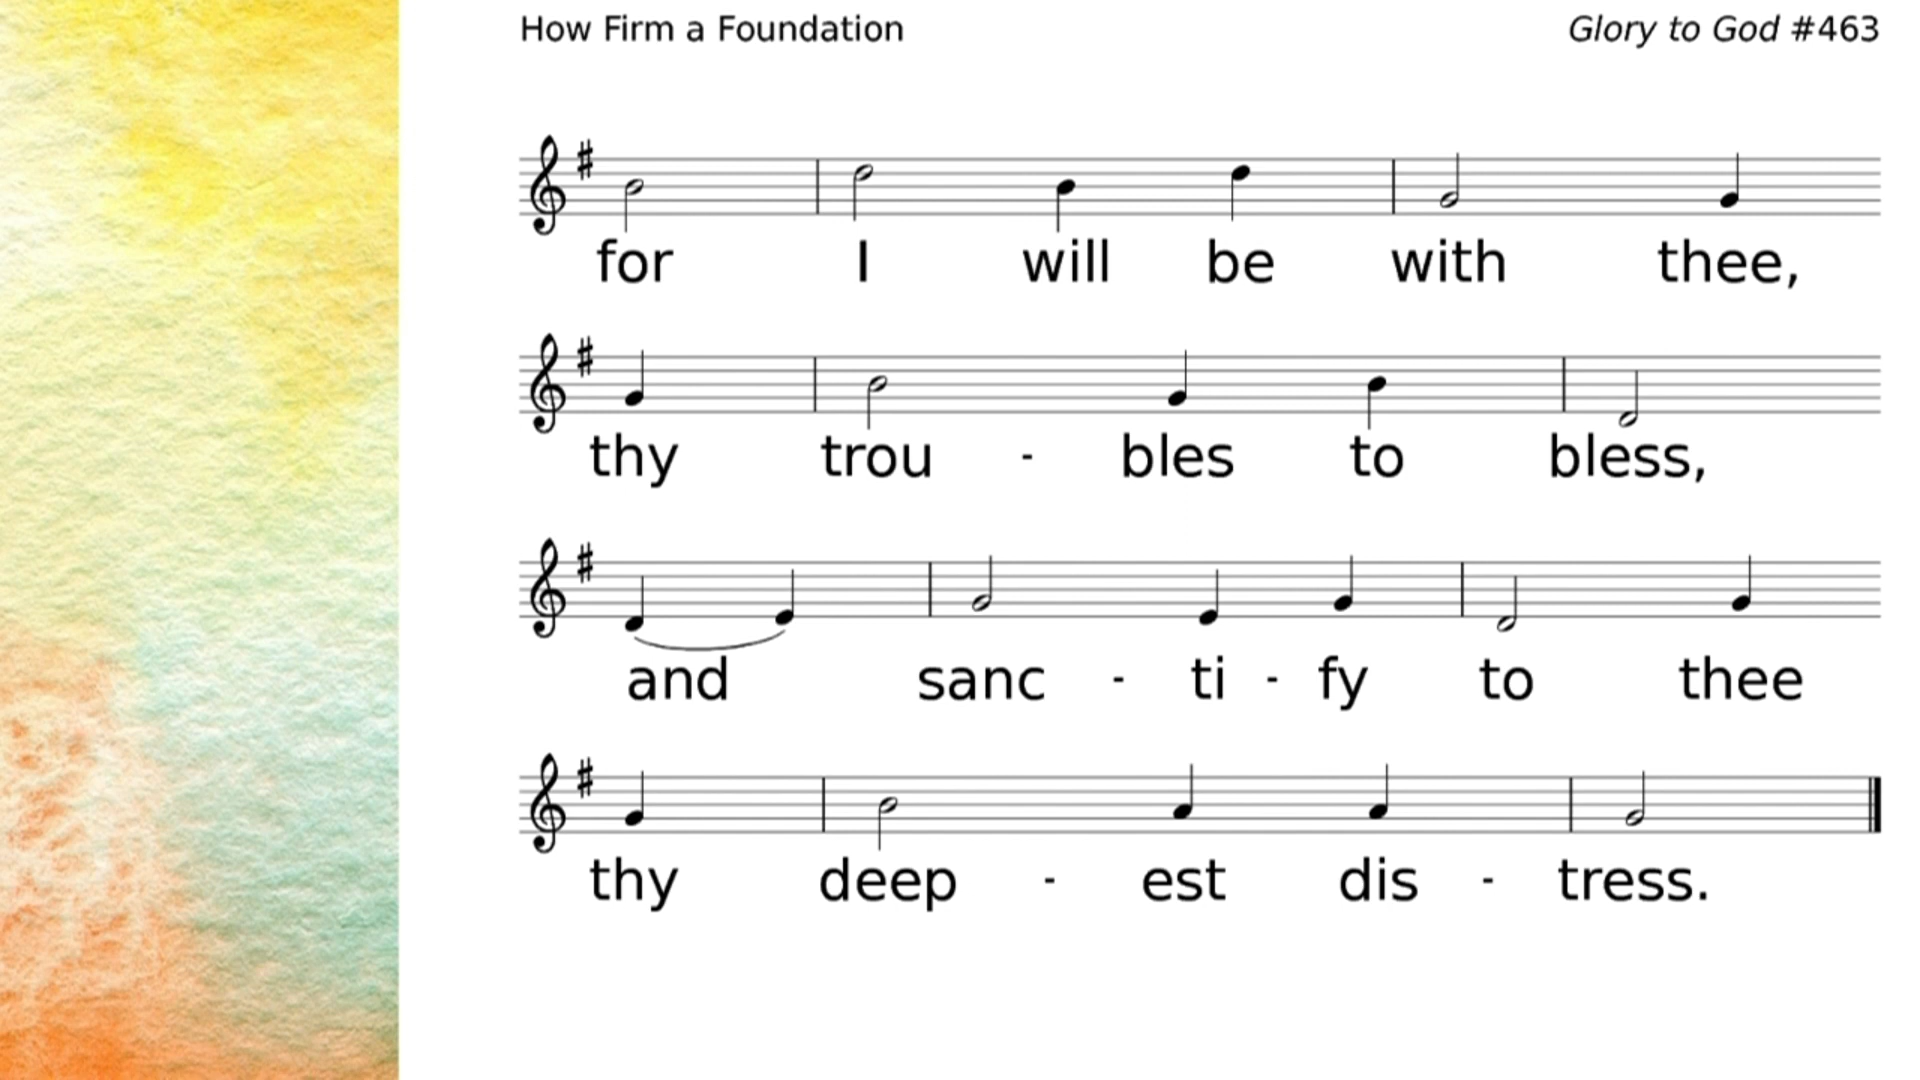 How Firm a Foundation
Glory to God #463
for I will be with thee,
thy trou - bles to bless,
and sanc - ti - fy to thee
thy deep - est dis - tress.